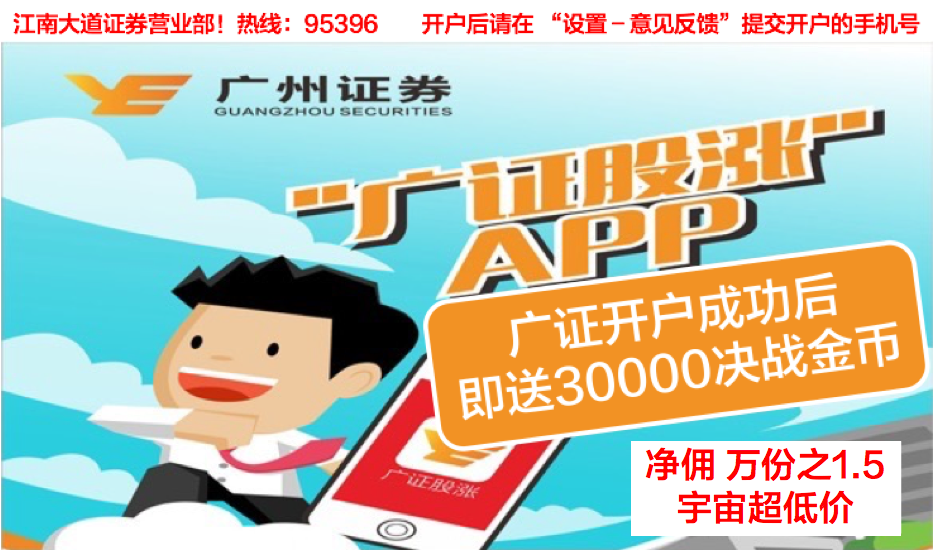 江南大道证券营业部！热线：95396 开户后请在 “设置－意见反馈”提交开户的手机号
广州证券
GUANGZHOU SECURITIES
"广证股涨"
APP
广证开户成功后
即送30000决战金币
广证股涨
净佣 万份之1.5
宇宙超低价